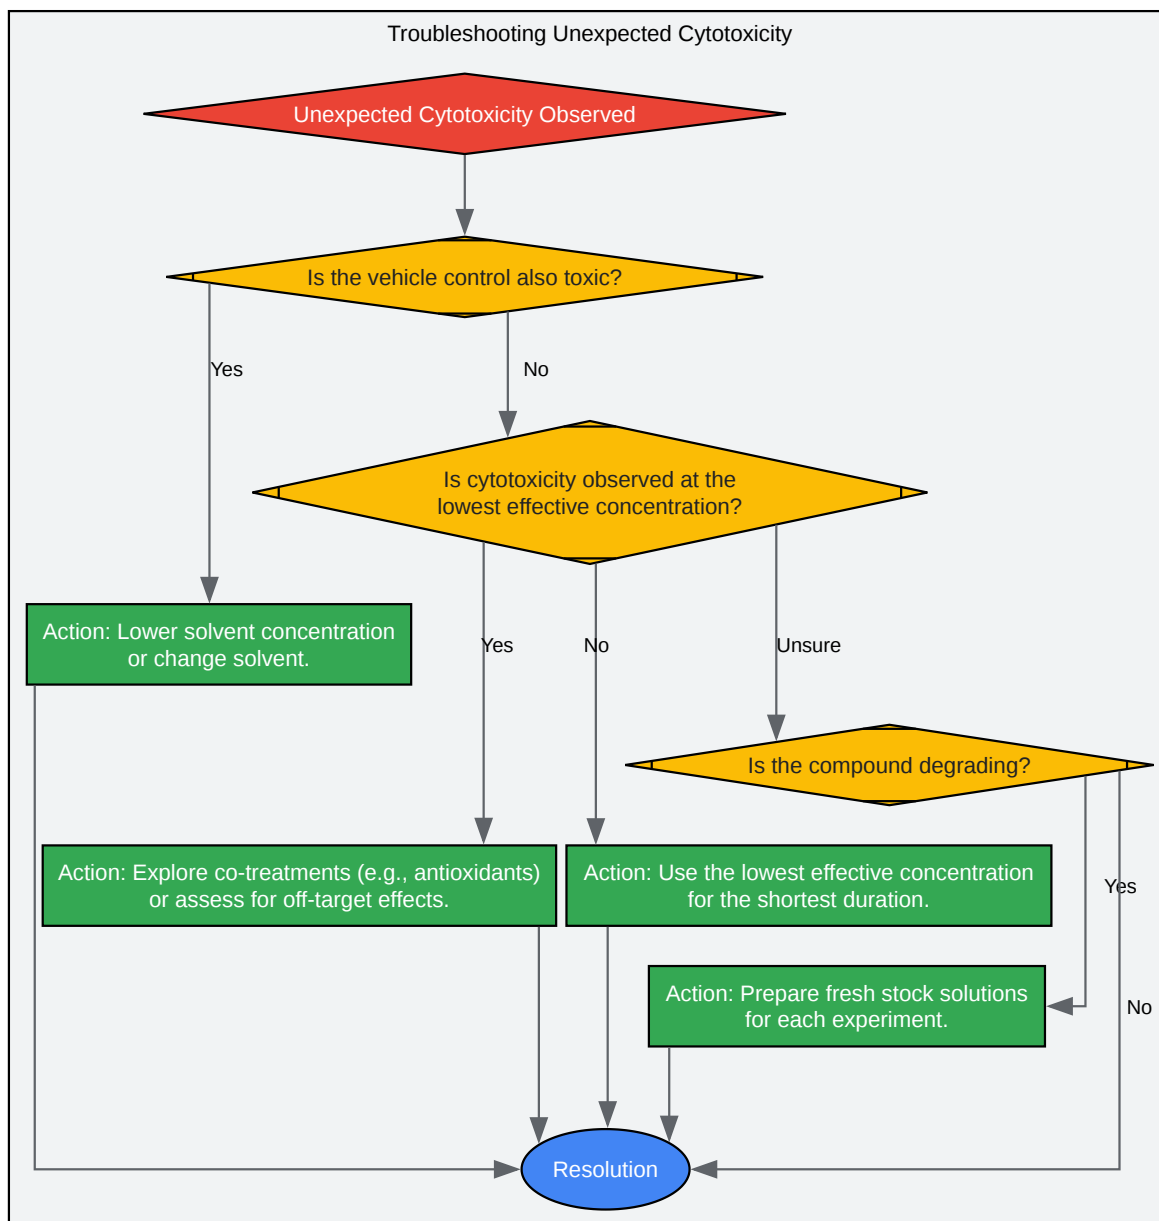 Troubleshooting Unexpected Cytotoxicity
Unexpected Cytotoxicity Observed
Is the vehicle control also toxic?
Yes
No
Is cytotoxicity observed at the
lowest effective concentration?
Action: Lower solvent concentration
or change solvent.
Yes
No
Unsure
Is the compound degrading?
Action: Explore co-treatments (e.g., antioxidants)
or assess for off-target effects.
Action: Use the lowest effective concentration
for the shortest duration.
Yes
Action: Prepare fresh stock solutions
for each experiment.
No
Resolution